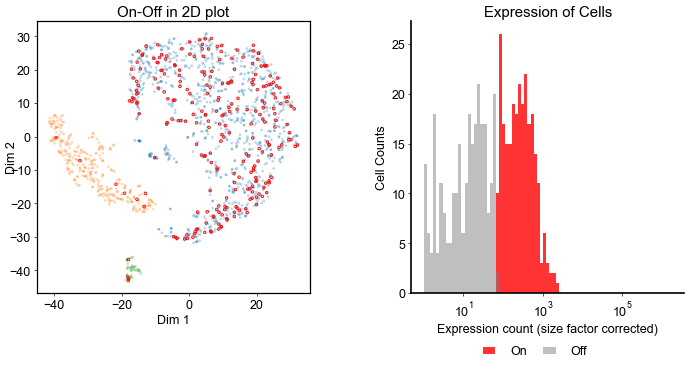 On-Off in 2D plot
30
20
10
0
−10
−20
−30
−40
Dim 2
−40
−20
0
20
Dim 1
Expression of Cells
25
20
15
10
5
0
Cell Counts
10^1
10^3
10^5
Expression count (size factor corrected)
On
Off